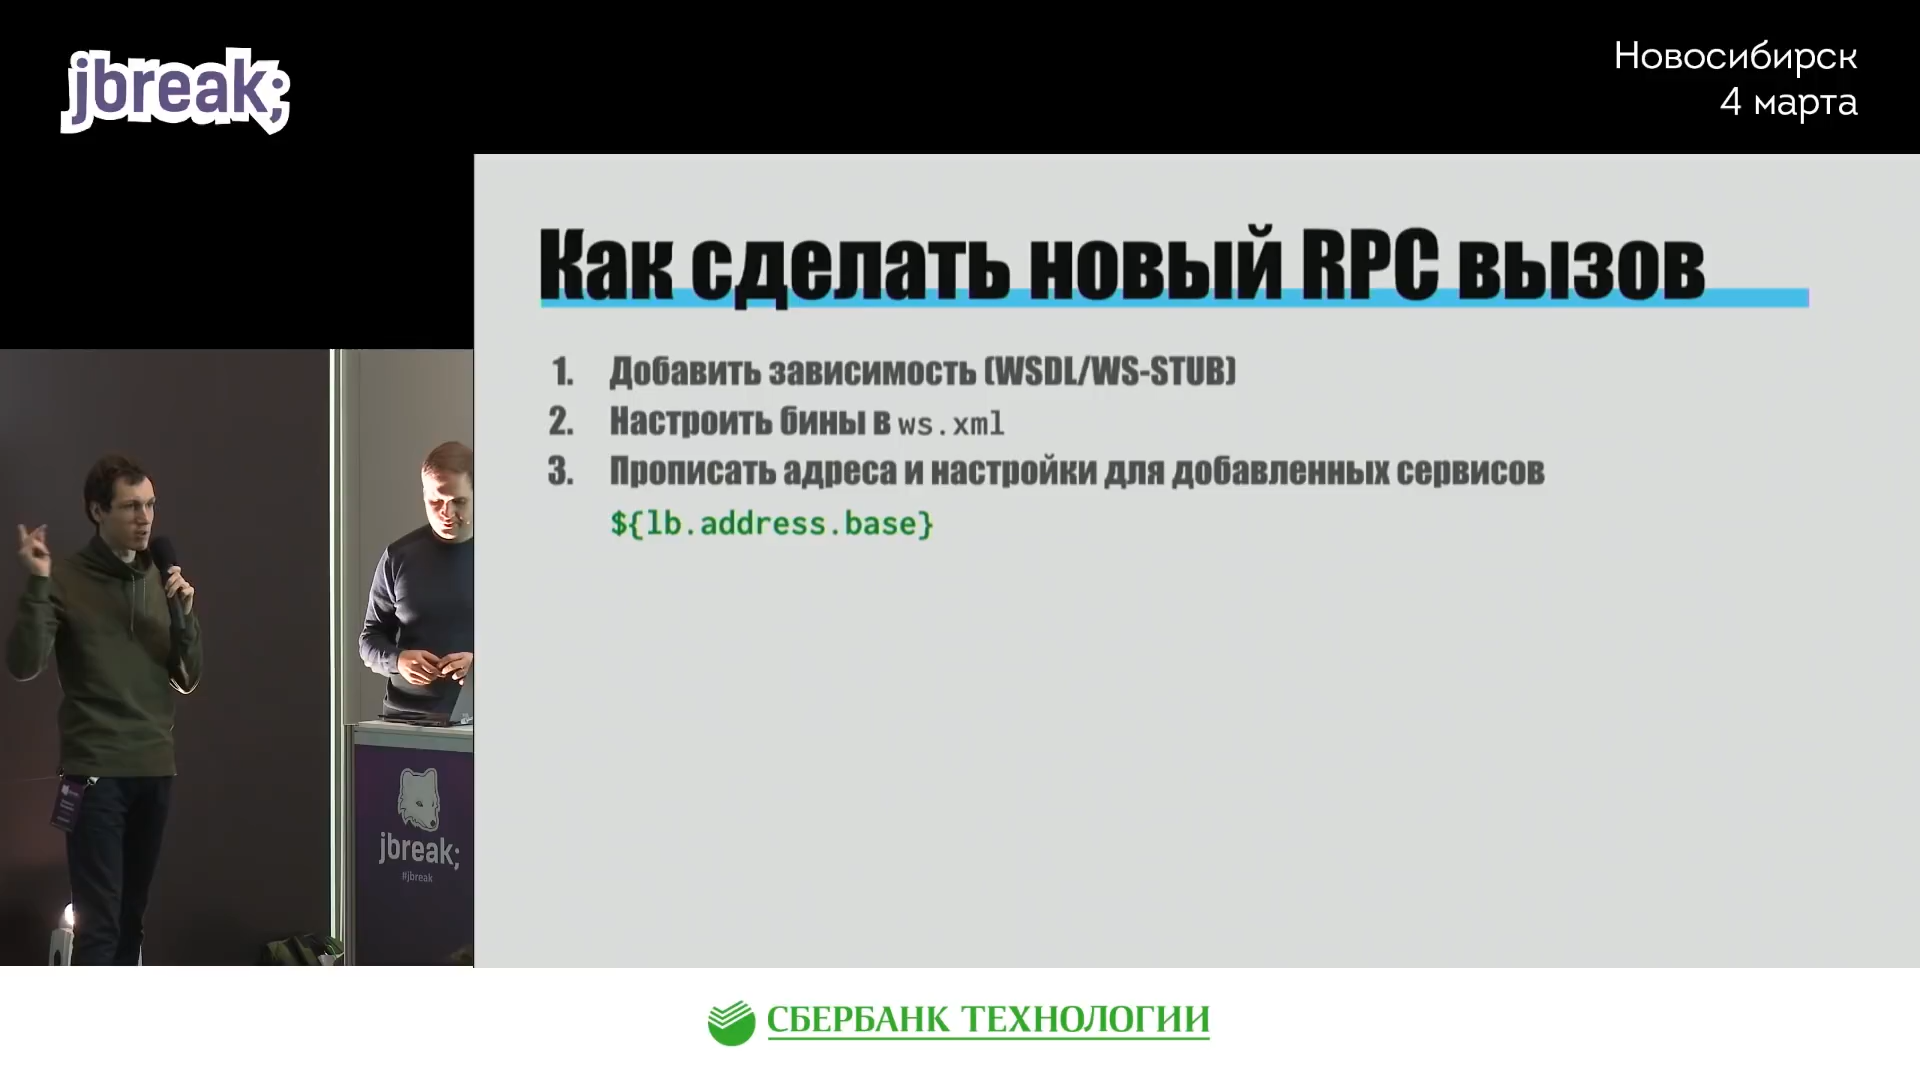 jbreak;
Новосибирск
4 марта
Как сделать новый RPC вызов
1. Добавить зависимость (WSDL/WS-STUB)
2. Настроить бины в ws.xml
3. Прописать адреса и настройки для добавленных сервисов
${lb.address.base}
jbreak;
#jbreak
СБЕРБАНК ТЕХНОЛОГИИ